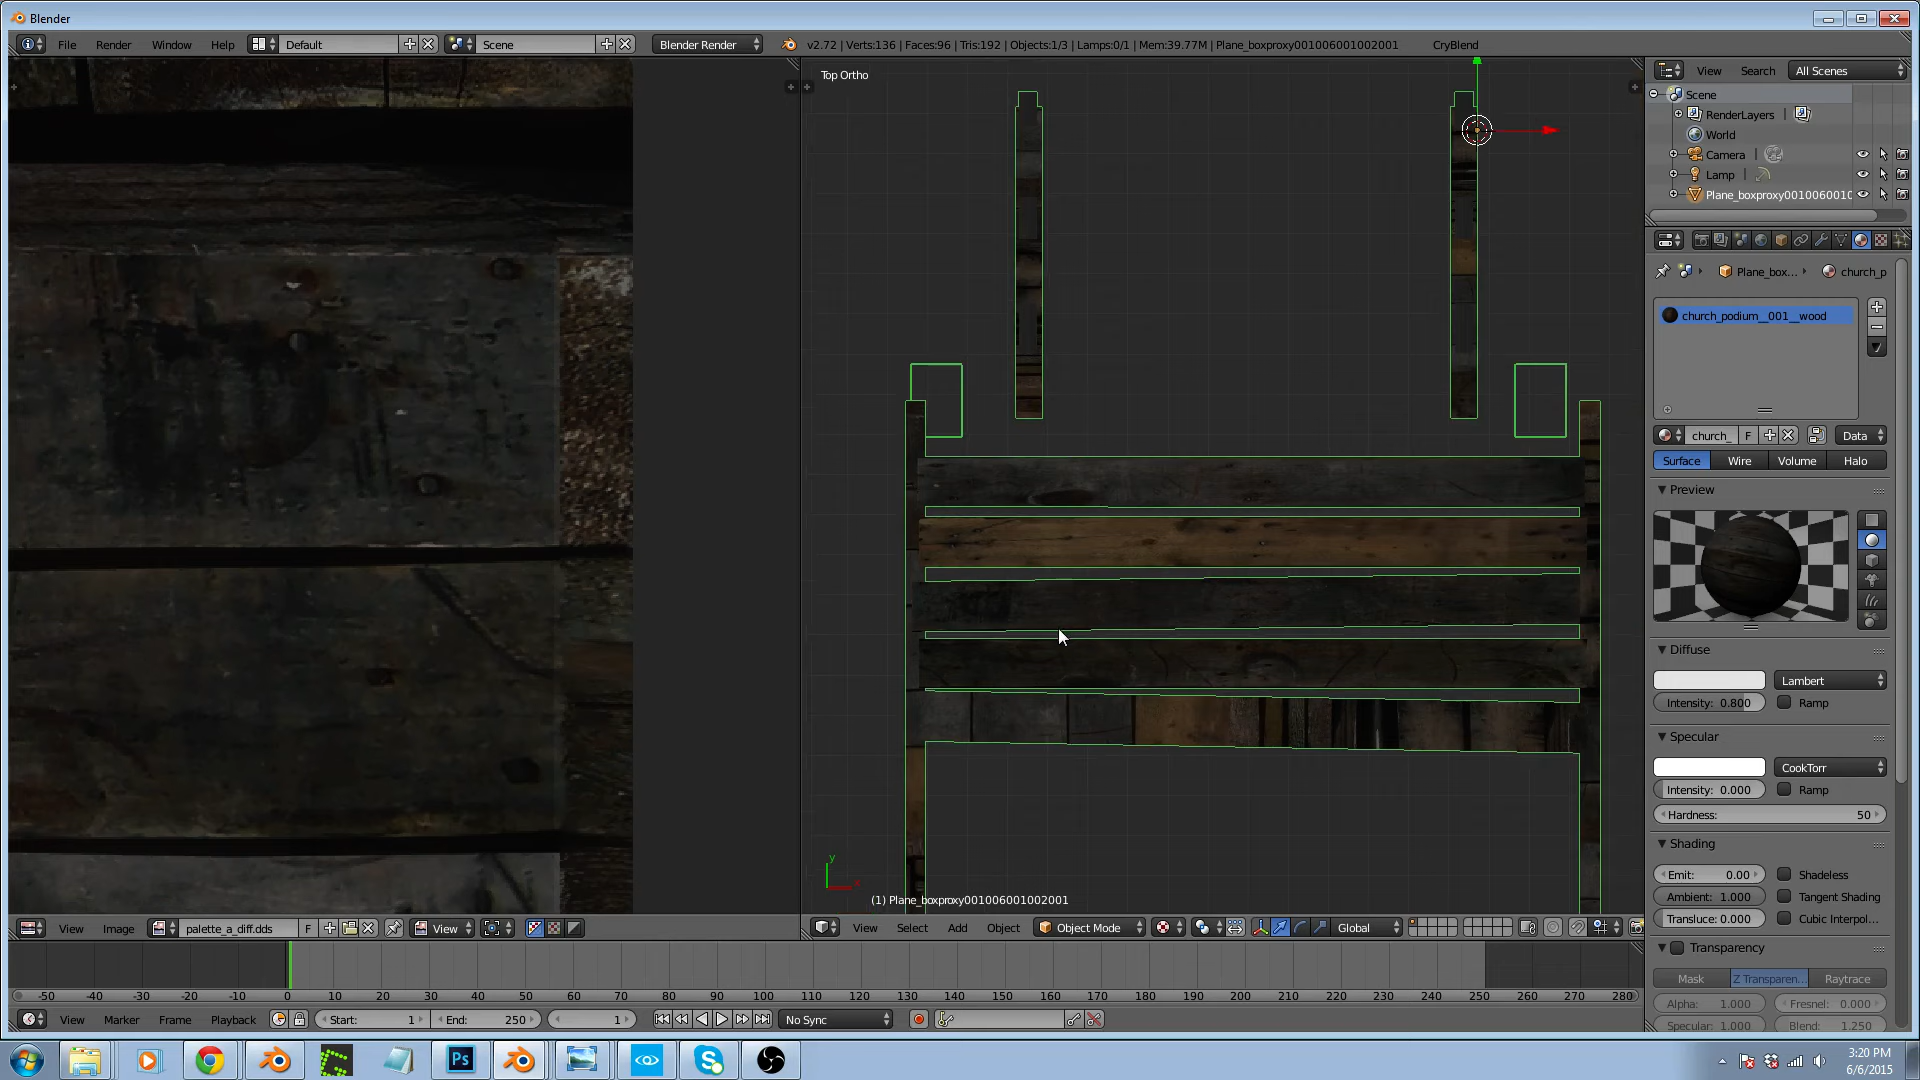 Blender
File Render Window Help Default Scene Blender Render v2.72 | Verts:136 | Faces:96 | Tris:192 | Objects:1/3 | Lamps:0/1 | Mem:39.77M | Plane_boxproxy001006001002001 CryBlend
Top Ortho
View Search All Scenes
Scene
RenderLayers |
World
Camera |
Lamp |
Plane_boxproxy0010060010
Plane_box... church_p
church_podium__001__wood
church_ F Data
Surface Wire Volume Halo
Preview
Diffuse
Lambert
Intensity: 0.800 Ramp
Specular
CookTorr
Intensity: 0.000 Ramp
Hardness: 50
Shading
Emit: 0.00 Shadeless
Ambient: 1.000 Tangent Shading
Transluce: 0.000 Cubic Interpol...
Transparency
Mask Z Transparen... Raytrace
Alpha: 1.000 Fresnel: 0.000
Specular: 1.000 Blend: 1.250
y
x
(1) Plane_boxproxy001006001002001
View Image palette_a_diff.dds F View
View Select Add Object Object Mode Global
-50 -40 -30 -20 -10 0 10 20 30 40 50 60 70 80 90 100 110 120 130 140 150 160 170 180 190 200 210 220 230 240 250 260 270 280
View Marker Frame Playback Start: 1 End: 250 1 No Sync
Ps
3:20 PM
6/6/2015